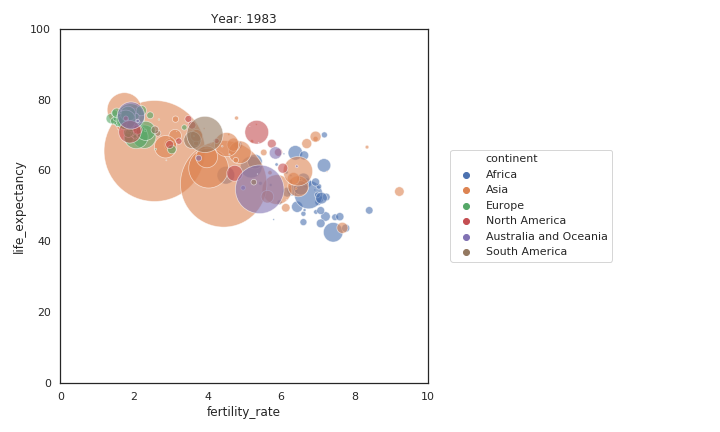 Year: 1983
100
80
60
40
20
0
life_expectancy
0 2 4 6 8 10
fertility_rate
continent
Africa
Asia
Europe
North America
Australia and Oceania
South America